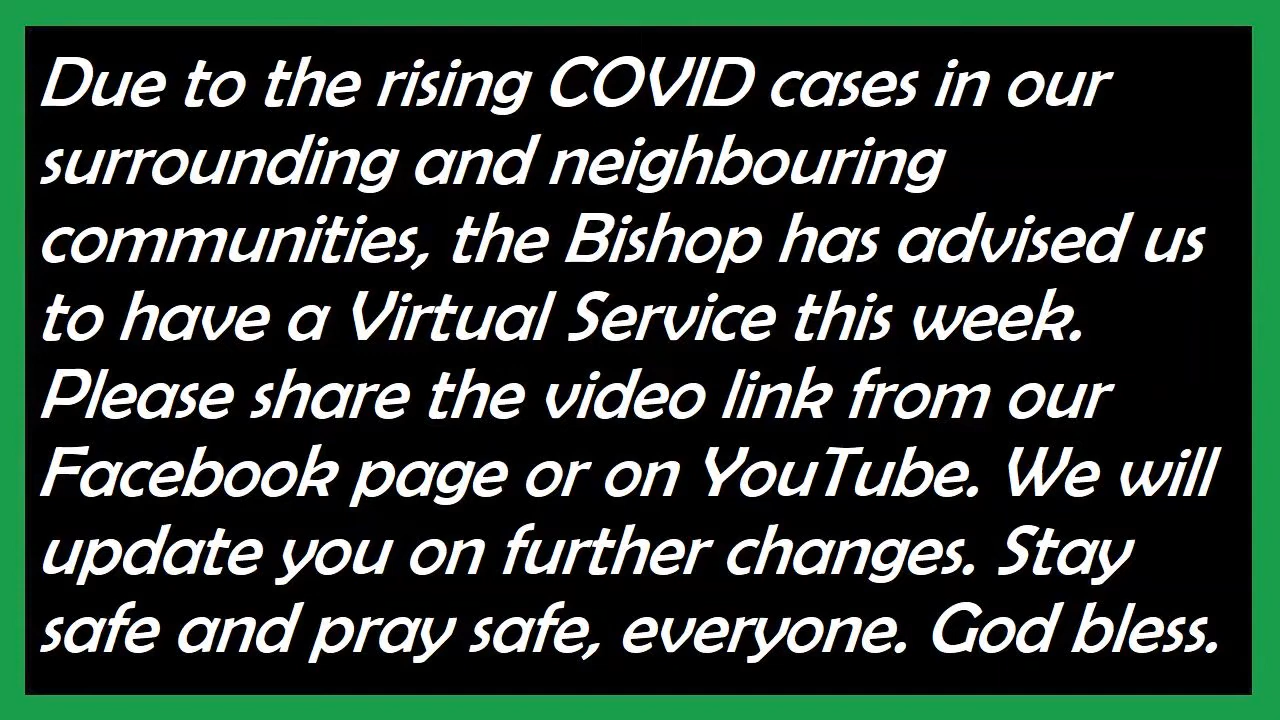 Due to the rising COVID cases in our
surrounding and neighbouring
communities, the Bishop has advised us
to have a Virtual Service this week.
Please share the video link from our
Facebook page or on YouTube. We will
update you on further changes. Stay
safe and pray safe, everyone. God bless.